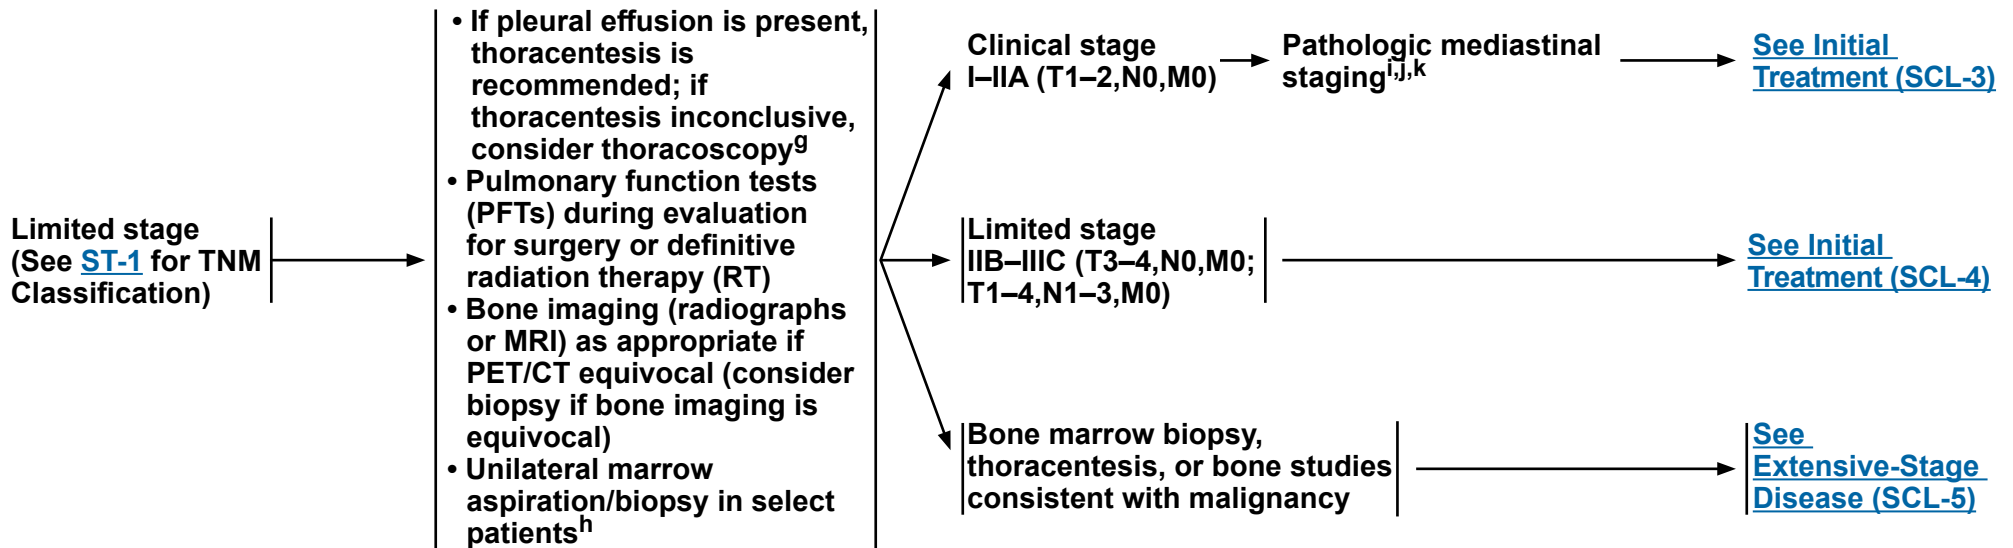 Limited stage
(See ST-1 for TNM
Classification)
• If pleural effusion is present,
thoracentesis is
recommended; if
thoracentesis inconclusive,
consider thoracoscopyg
• Pulmonary function tests
(PFTs) during evaluation
for surgery or definitive
radiation therapy (RT)
• Bone imaging (radiographs
or MRI) as appropriate if
PET/CT equivocal (consider
biopsy if bone imaging is
equivocal)
• Unilateral marrow
aspiration/biopsy in select
patientsh
Clinical stage
I–IIA (T1–2,N0,M0)
Pathologic mediastinal
stagingi,j,k
See Initial
Treatment (SCL-3)
Limited stage
IIB–IIIC (T3–4,N0,M0;
T1–4,N1–3,M0)
See Initial
Treatment (SCL-4)
Bone marrow biopsy,
thoracentesis, or bone studies
consistent with malignancy
See
Extensive-Stage
Disease (SCL-5)